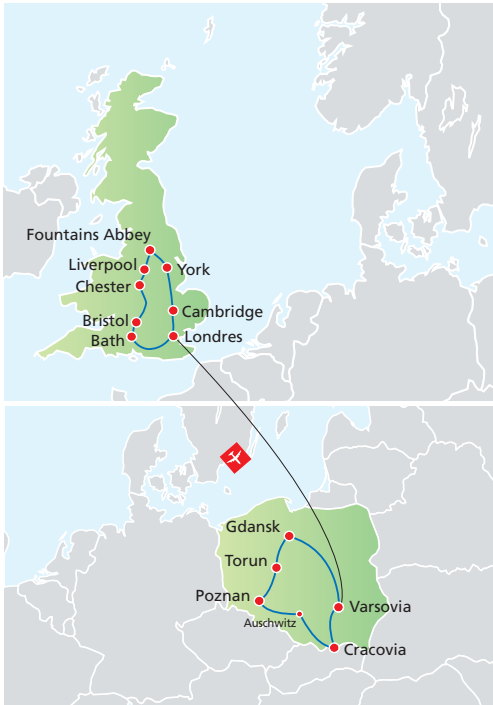 Fountains Abbey
Liverpool
York
Chester
Cambridge
Bristol
Bath
Londres
Gdansk
Torun
Poznan
Varsovia
Auschwitz
Cracovia